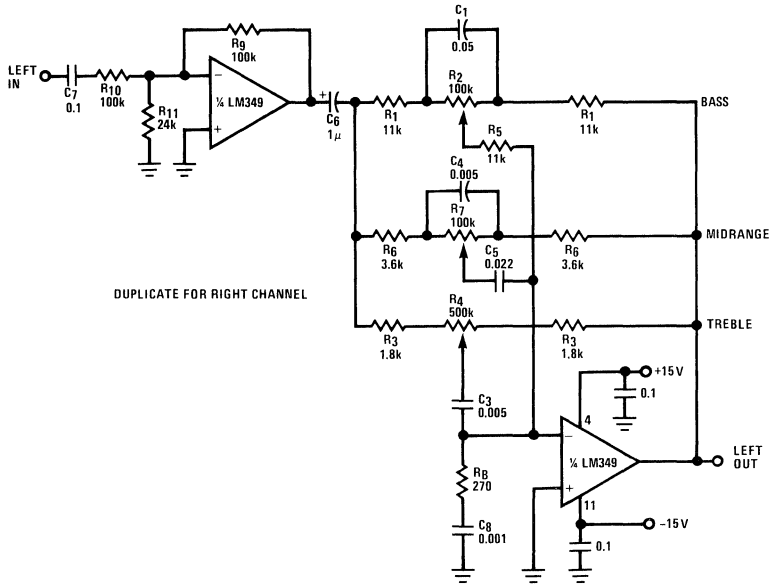 C1
0.05
R9
100k
LEFT
IN
C7
0.1
R10
100k
R11
24k
−
¼ LM349
+
+
C6
1μ
R1
11k
R2
100k
R1
11k
BASS
R5
11k
C4
0.005
R7
100k
R6
3.6k
C5
0.022
R6
3.6k
MIDRANGE
DUPLICATE FOR RIGHT CHANNEL
R4
500k
R3
1.8k
R3
1.8k
TREBLE
C3
0.005
+15V
0.1
4
−
¼ LM349
+
11
LEFT
OUT
RB
270
C8
0.001
−15V
0.1